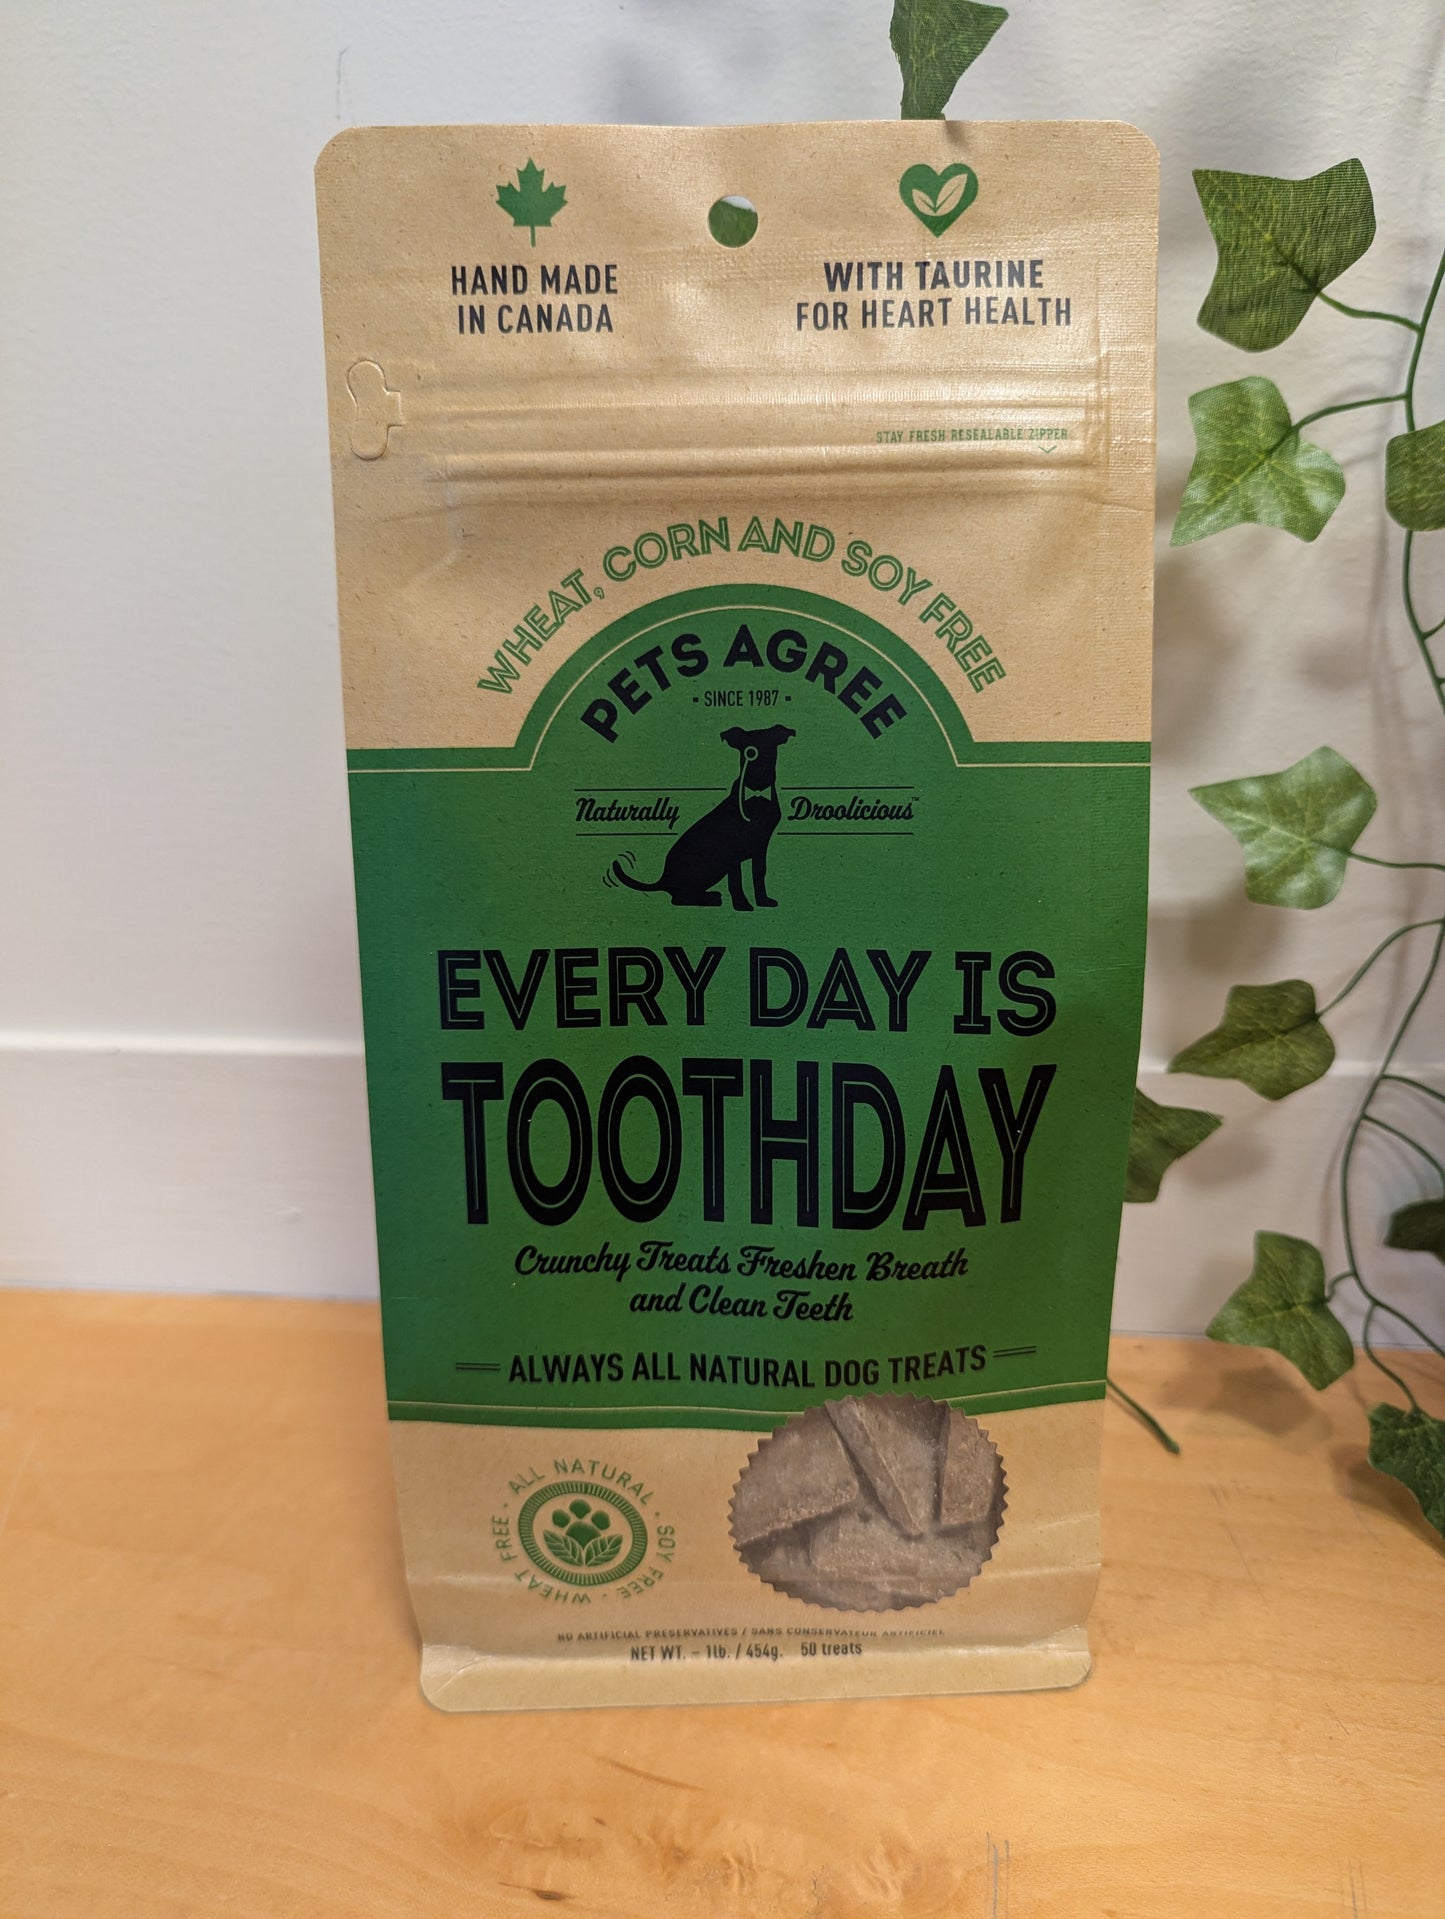 HAND MADE
IN CANADA
WITH TAURINE
FOR HEART HEALTH
STAY FRESH RESEALABLE ZIPPER
WHEAT, CORN AND SOY FREE
PETS AGREE
- SINCE 1987 -
Naturally Droolicious™
EVERY DAY IS
TOOTHDAY
Crunchy Treats Freshen Breath
and Clean Teeth
ALWAYS ALL NATURAL DOG TREATS
ALL NATURAL · SOY FREE · WHEAT FREE ·
NO ARTIFICIAL PRESERVATIVES / SANS CONSERVATEUR ARTIFICIEL
NET WT. – 1lb. / 454g. 50 treats